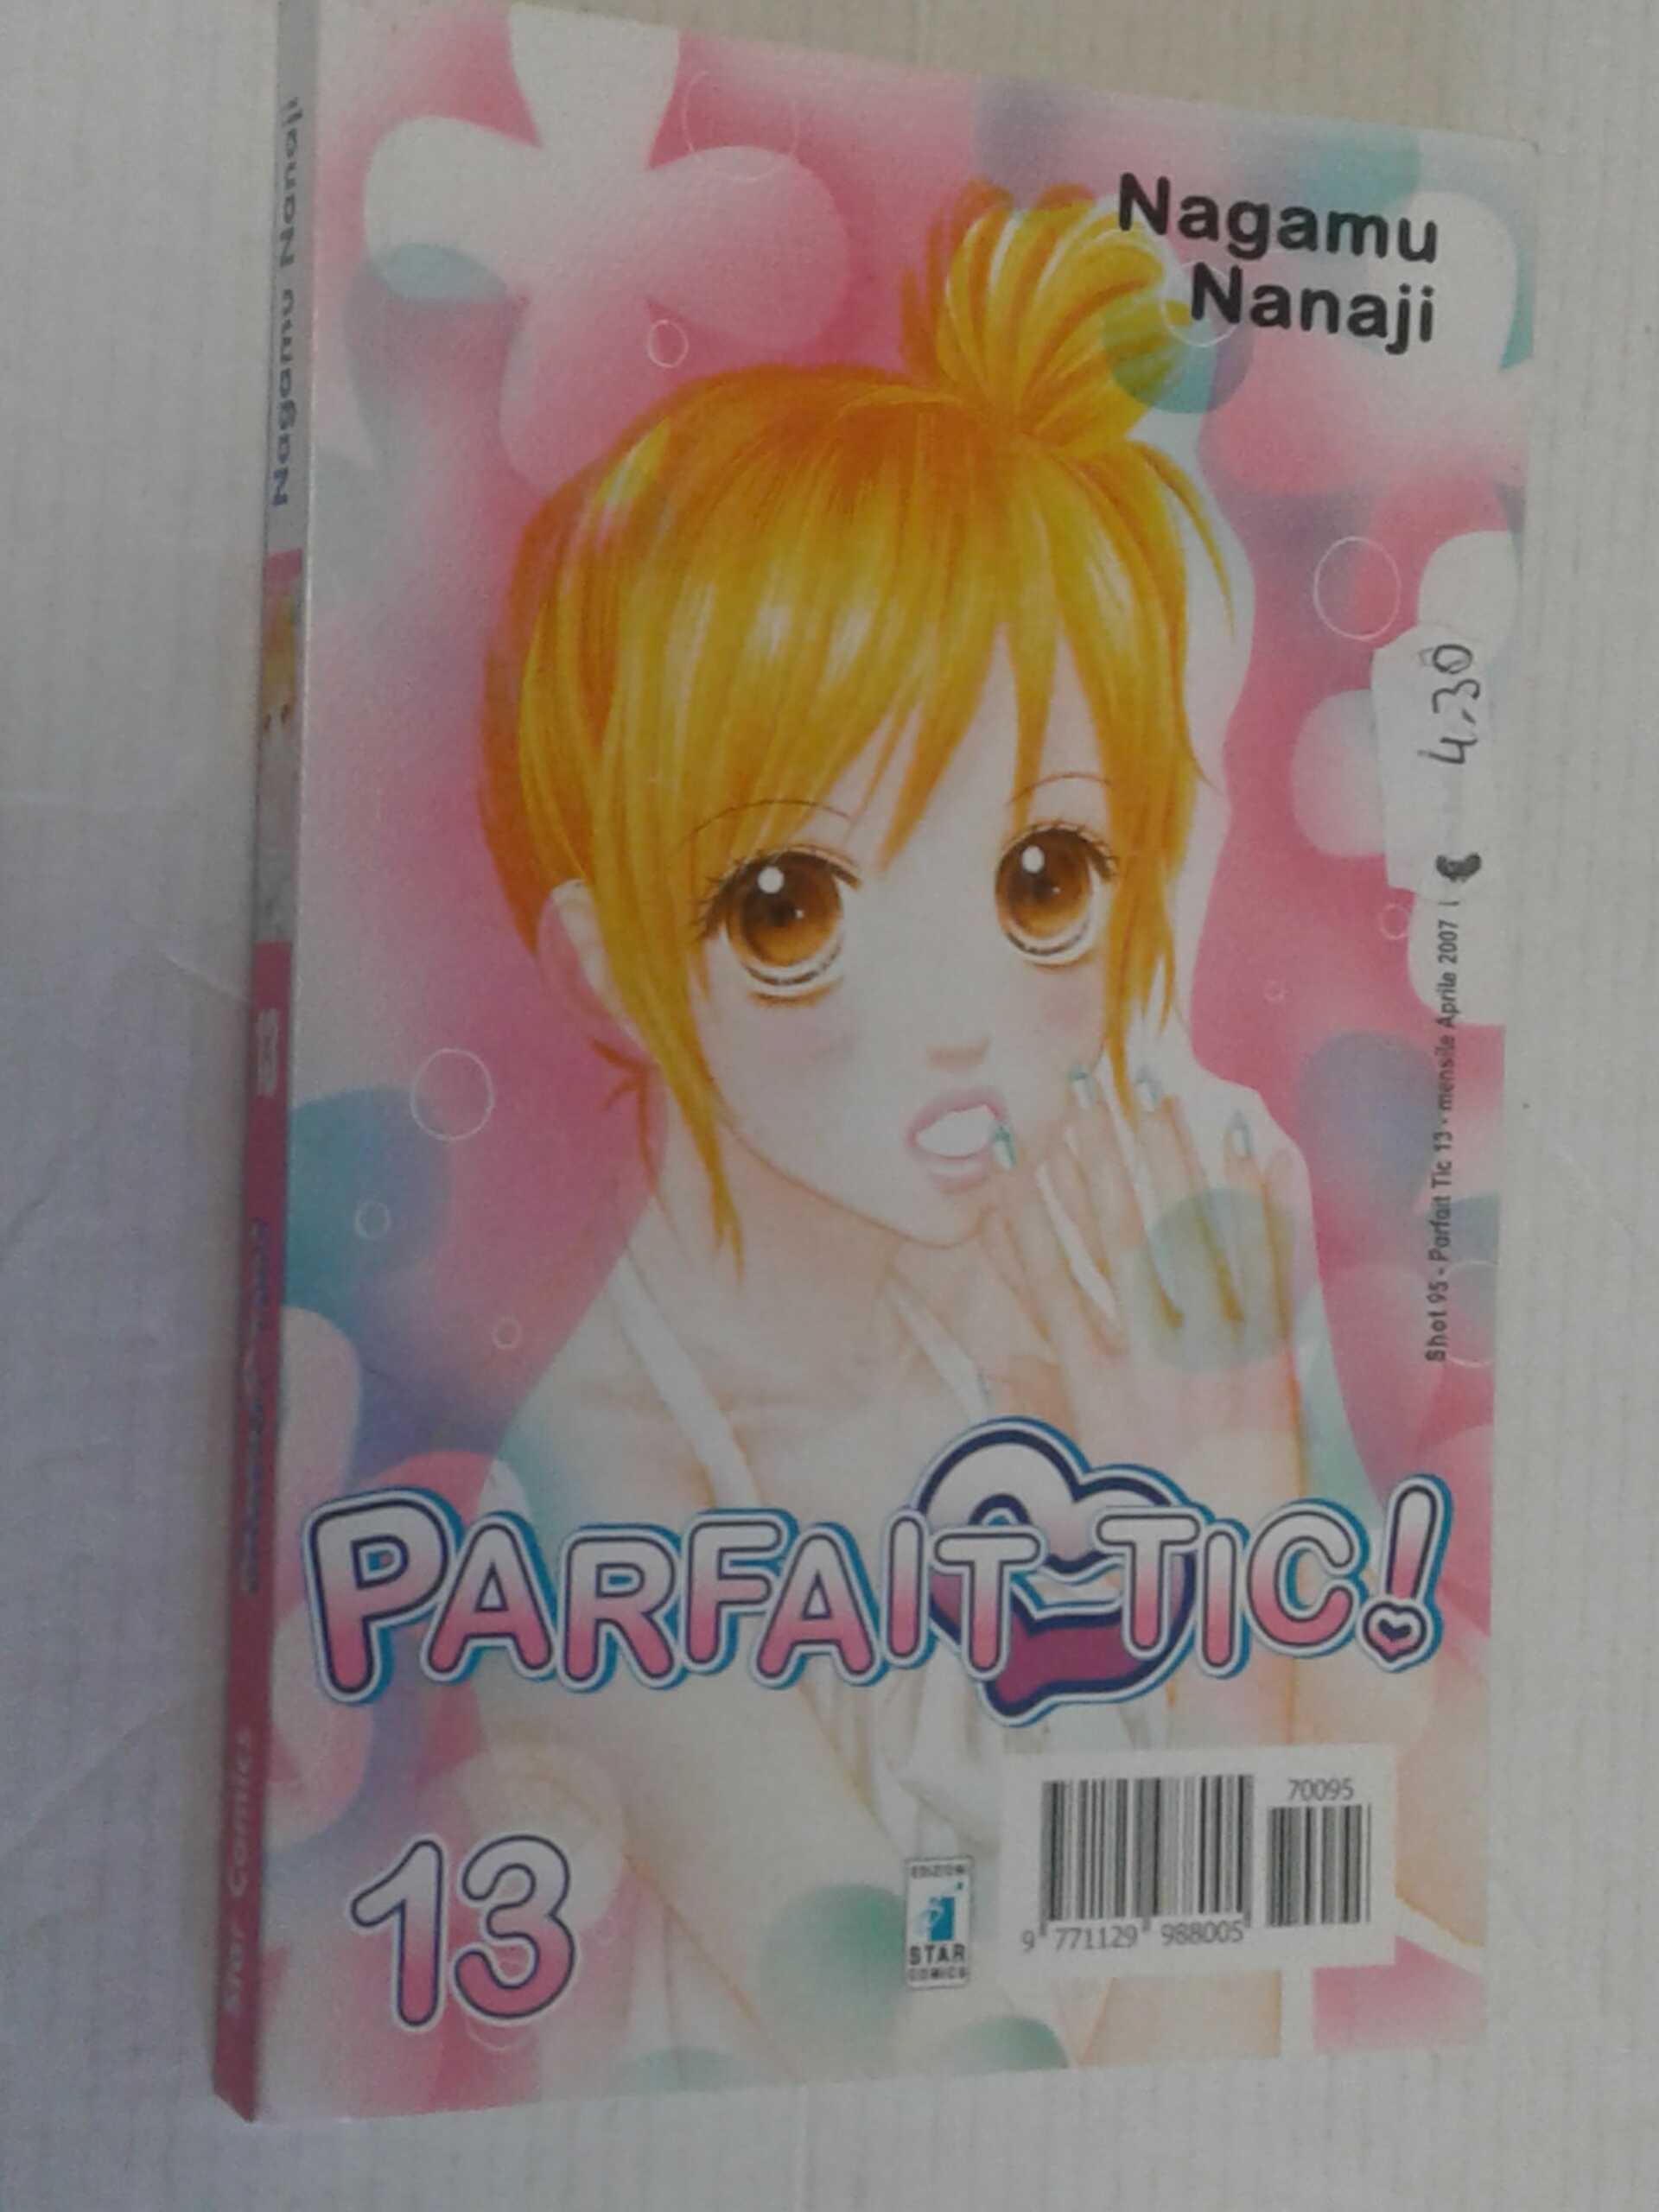 Nagamu
Nanaji
Nagamu Nanaji
4.30
Shot 95 - Parfait Tic 13 - mensile Aprile 2007
PARFAIT TIC!
13
70095
9 771129 988005
STAR
COMICS
13
Star Comics